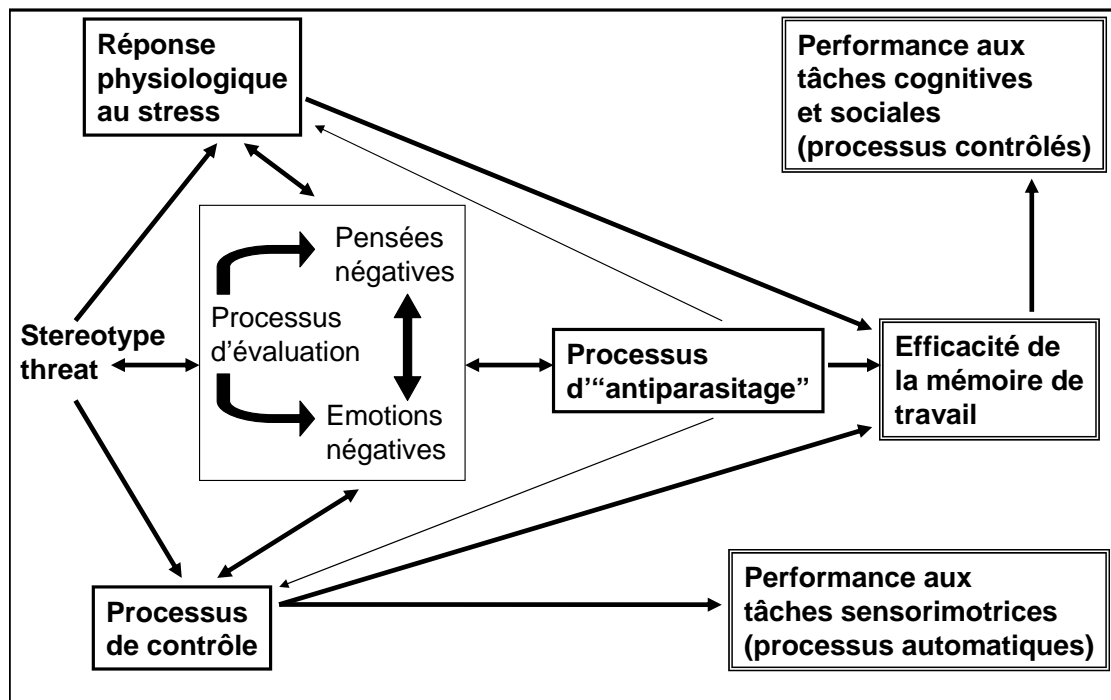 Réponse
physiologique
au stress
Performance aux
tâches cognitives
et sociales
(processus contrôlés)
Pensées
négatives
Stereotype
threat
Processus
d’évaluation
Emotions
négatives
Processus
d’“antiparasitage”
Efficacité de
la mémoire de
travail
Processus
de contrôle
Performance aux
tâches sensorimotrices
(processus automatiques)